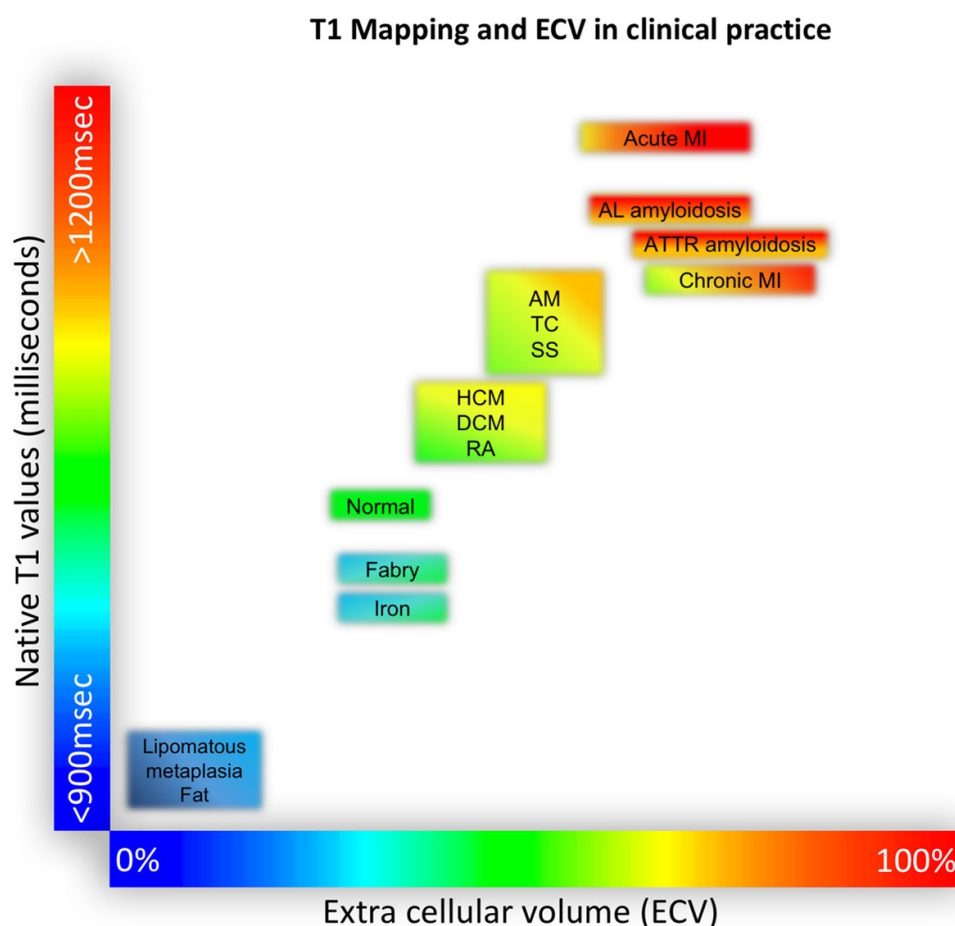 T1 Mapping and ECV in clinical practice
Native T1 values (milliseconds)
>1200msec
<900msec
Acute MI
AL amyloidosis
ATTR amyloidosis
Chronic MI
AM
TC
SS
HCM
DCM
RA
Normal
Fabry
Iron
Lipomatous
metaplasia
Fat
0%
100%
Extra cellular volume (ECV)